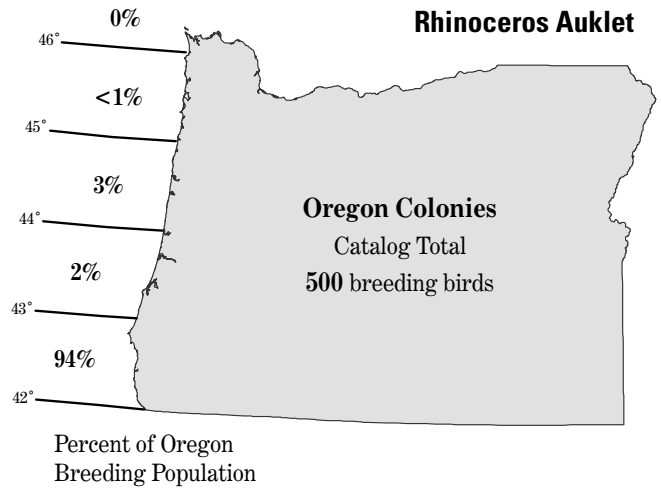 0%
Rhinoceros Auklet
46°
<1%
45°
3%
Oregon Colonies
Catalog Total
44°
2%
500 breeding birds
43°
94%
42°
Percent of Oregon
Breeding Population